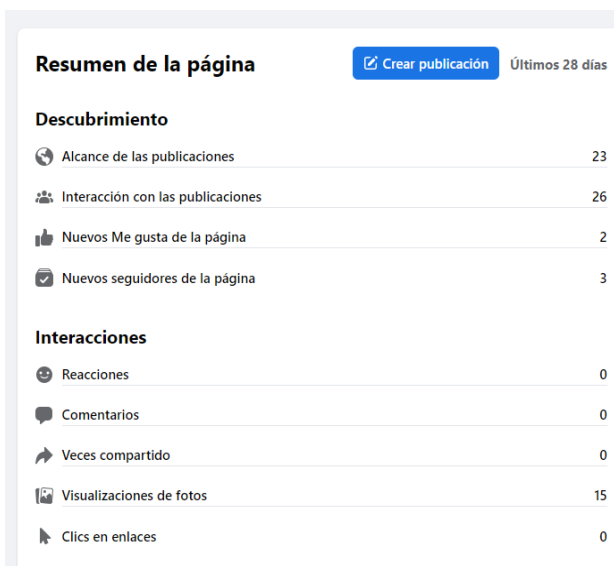 Resumen de la página
Crear publicación
Últimos 28 días
Descubrimiento
Alcance de las publicaciones 23
Interacción con las publicaciones 26
Nuevos Me gusta de la página 2
Nuevos seguidores de la página 3
Interacciones
Reacciones 0
Comentarios 0
Veces compartido 0
Visualizaciones de fotos 15
Clics en enlaces 0